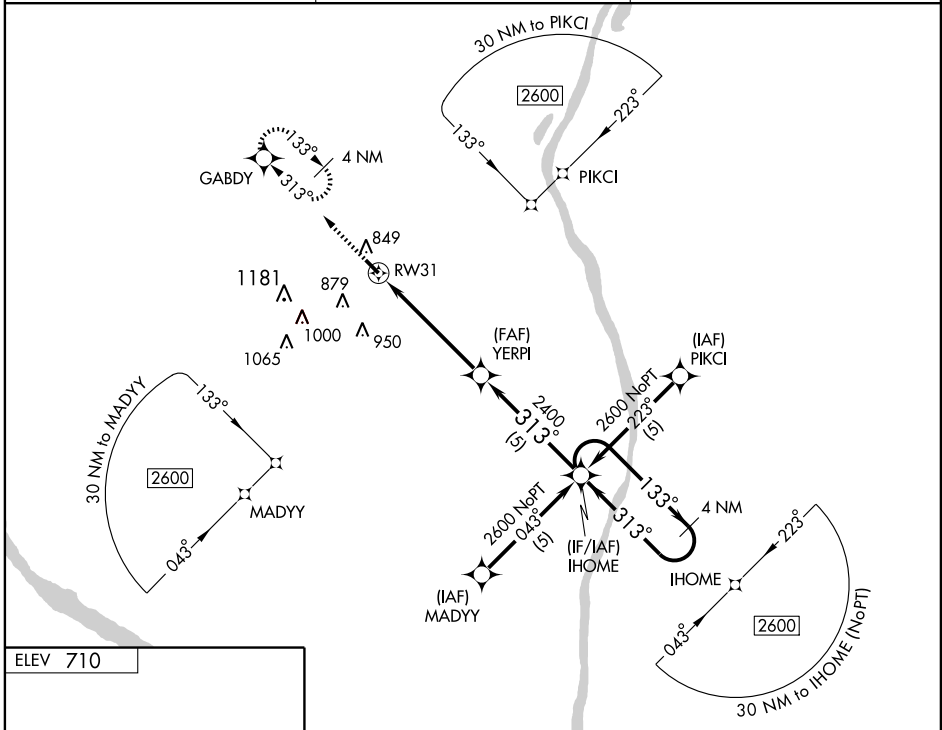 30 NM to PIKCI
2600
133°
223°
PIKCI
133°
4 NM
GABDY
313°
849
RW31
1181
879
1000
950
1065
(FAF)
YERPI
(IAF)
PIKCI
2400
313°
(5)
2600 NoPT
223°
(5)
30 NM to MADYY
133°
2600
MADYY
043°
2600 NoPT
043°
(5)
133°
4 NM
313°
(IF/IAF)
IHOME
(IAF)
MADYY
IHOME
223°
043°
2600
30 NM to IHOME (NoPT)
ELEV 710